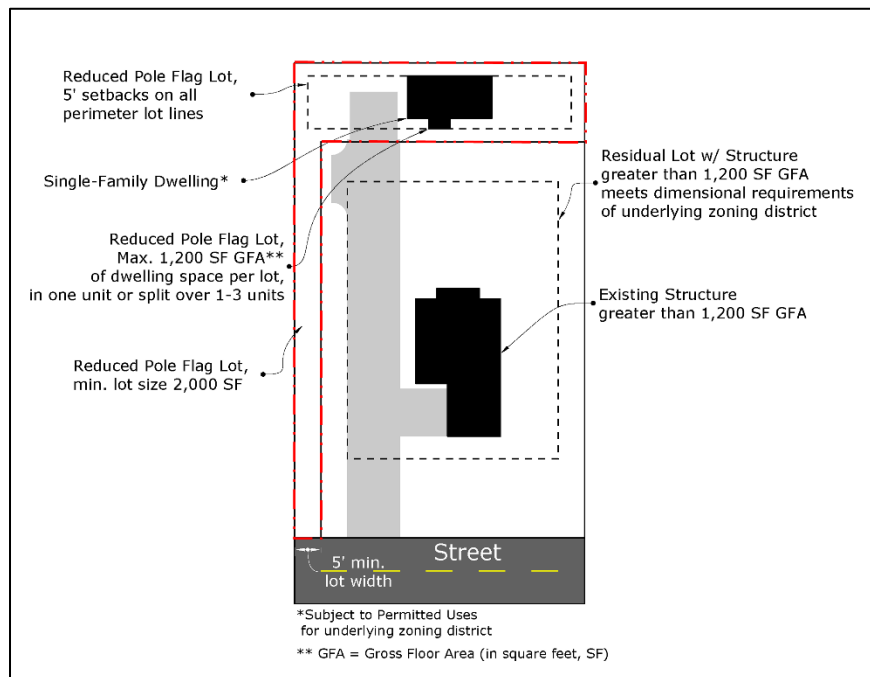 Reduced Pole Flag Lot,
5' setbacks on all
perimeter lot lines
Single-Family Dwelling*
Reduced Pole Flag Lot,
Max. 1,200 SF GFA**
of dwelling space per lot,
in one unit or split over 1-3 units
Reduced Pole Flag Lot,
min. lot size 2,000 SF
Residual Lot w/ Structure
greater than 1,200 SF GFA
meets dimensional requirements
of underlying zoning district
Existing Structure
greater than 1,200 SF GFA
Street
5' min.
lot width
*Subject to Permitted Uses
for underlying zoning district
** GFA = Gross Floor Area (in square feet, SF)